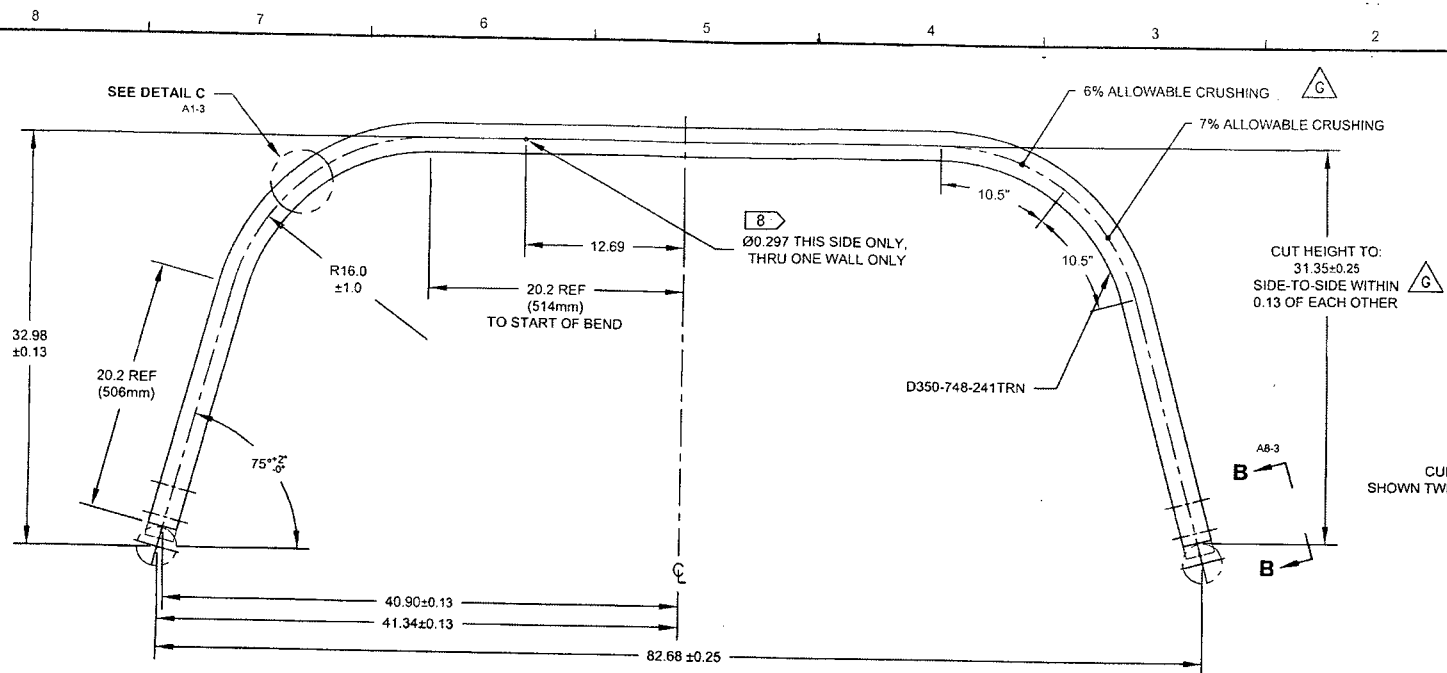 8 7 6 5 4 3 2
SEE DETAIL C
A1-3
6% ALLOWABLE CRUSHING
G
7% ALLOWABLE CRUSHING
10.5"
10.5"
8
Ø0.297 THIS SIDE ONLY,
THRU ONE WALL ONLY
12.69
R16.0
±1.0
20.2 REF
(514mm)
TO START OF BEND
CUT HEIGHT TO:
31.35±0.25
SIDE-TO-SIDE WITHIN
0.13 OF EACH OTHER
G
32.98
±0.13
20.2 REF
(506mm)
D350-748-241TRN
75°+2°
-0°
A8-3
B
B
SHOWN
℄
40.90±0.13
41.34±0.13
82.68 ±0.25